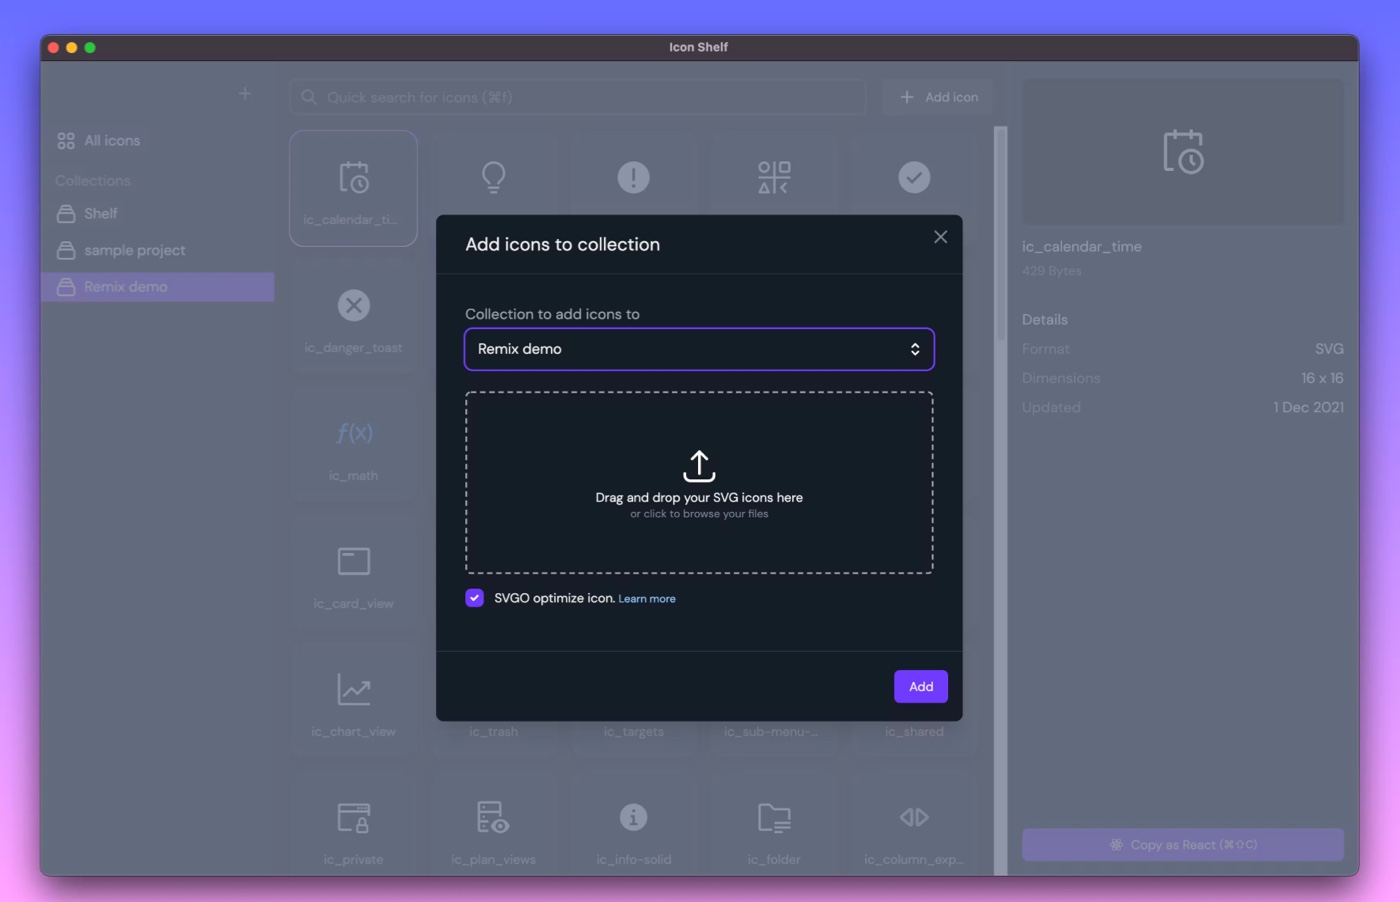 Icon Shelf
Quick search for icons (⌘f)
Add icon
All icons
Collections
Shelf
sample project
Remix demo
ic_calendar_ti...
ic_danger_toast
ic_math
f(x)
ic_card_view
ic_chart_view
ic_trash
ic_targets
ic_sub-menu-...
ic_shared
ic_private
ic_plan_views
ic_info-solid
ic_folder
ic_column_exp...
Add icons to collection
Collection to add icons to
Remix demo
Drag and drop your SVG icons here
or click to browse your files
SVGO optimize icon. Learn more
Add
ic_calendar_time
429 Bytes
Details
Format SVG
Dimensions 16 x 16
Updated 1 Dec 2021
Copy as React (⌘⇧C)